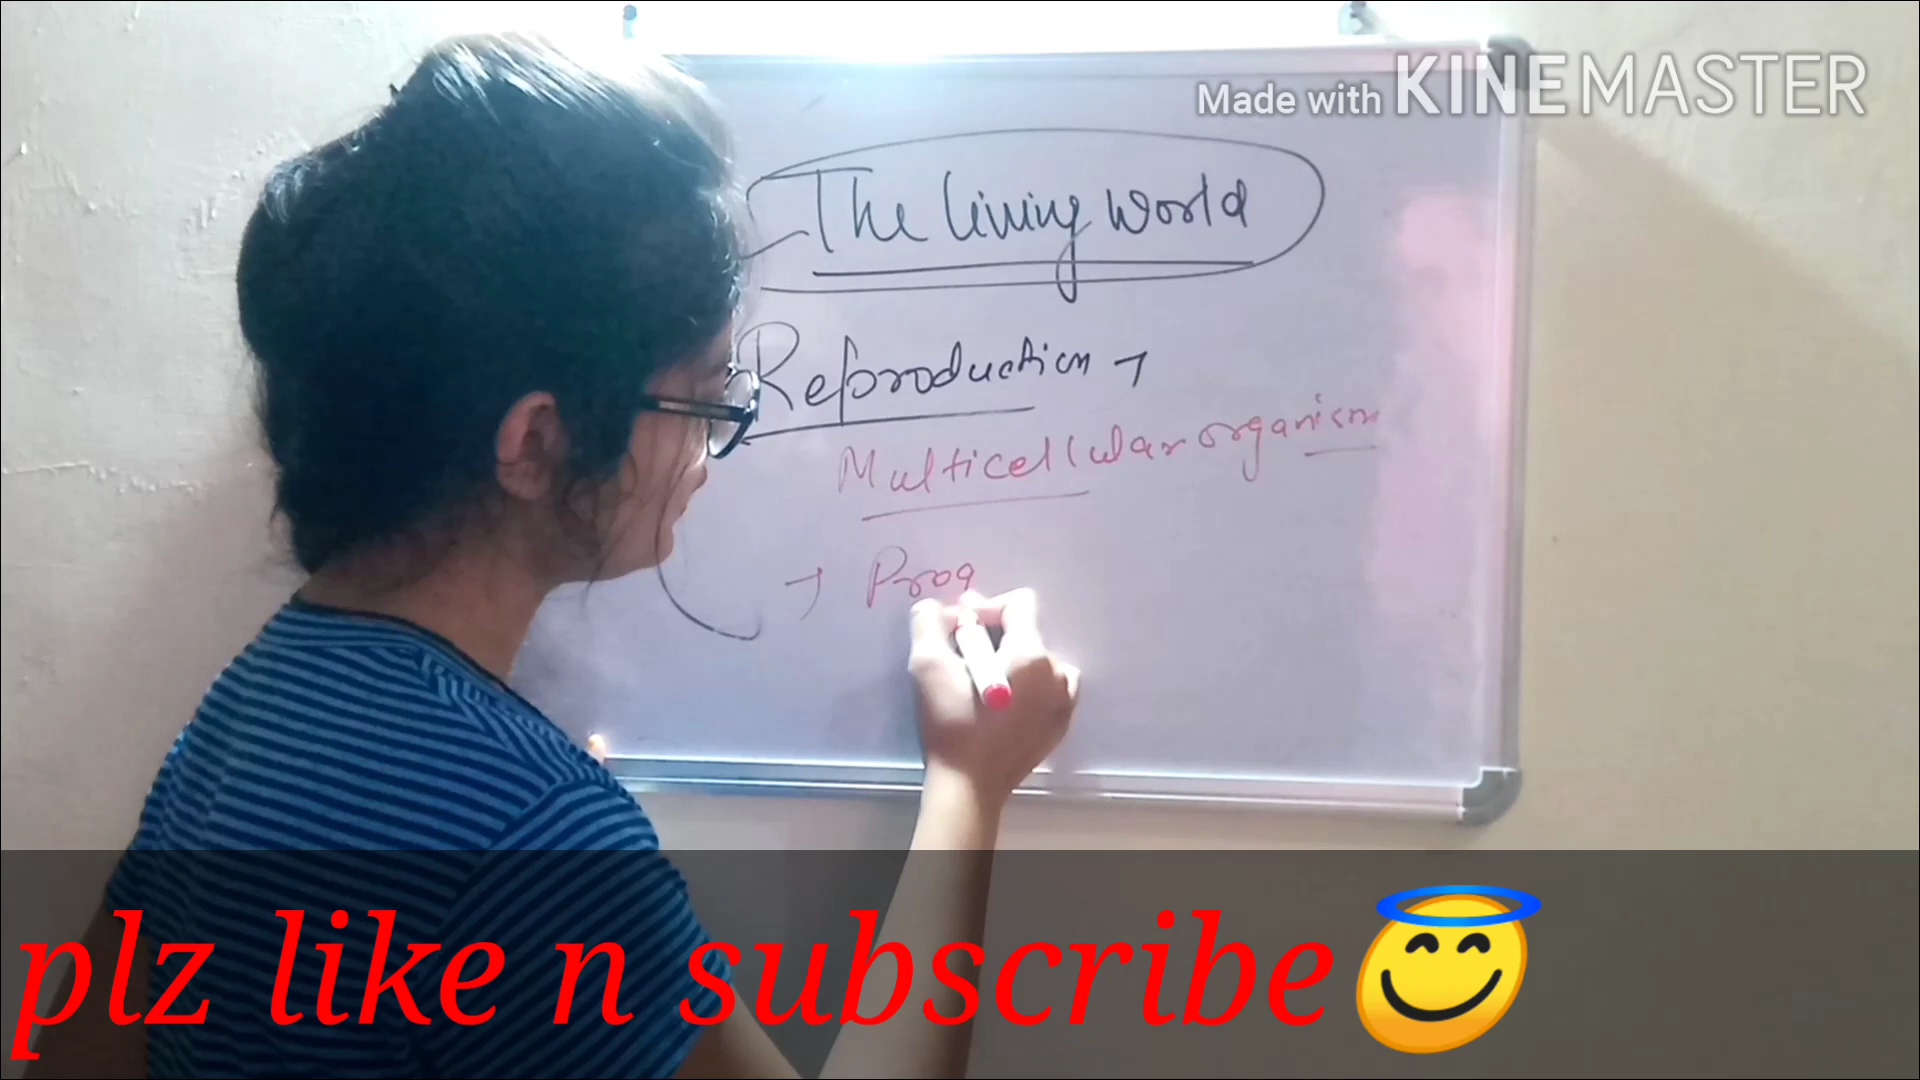 Made with KINEMASTER
The living world
Reproduction →
Multicellular organism
→ Prog
plz like n subscribe😇